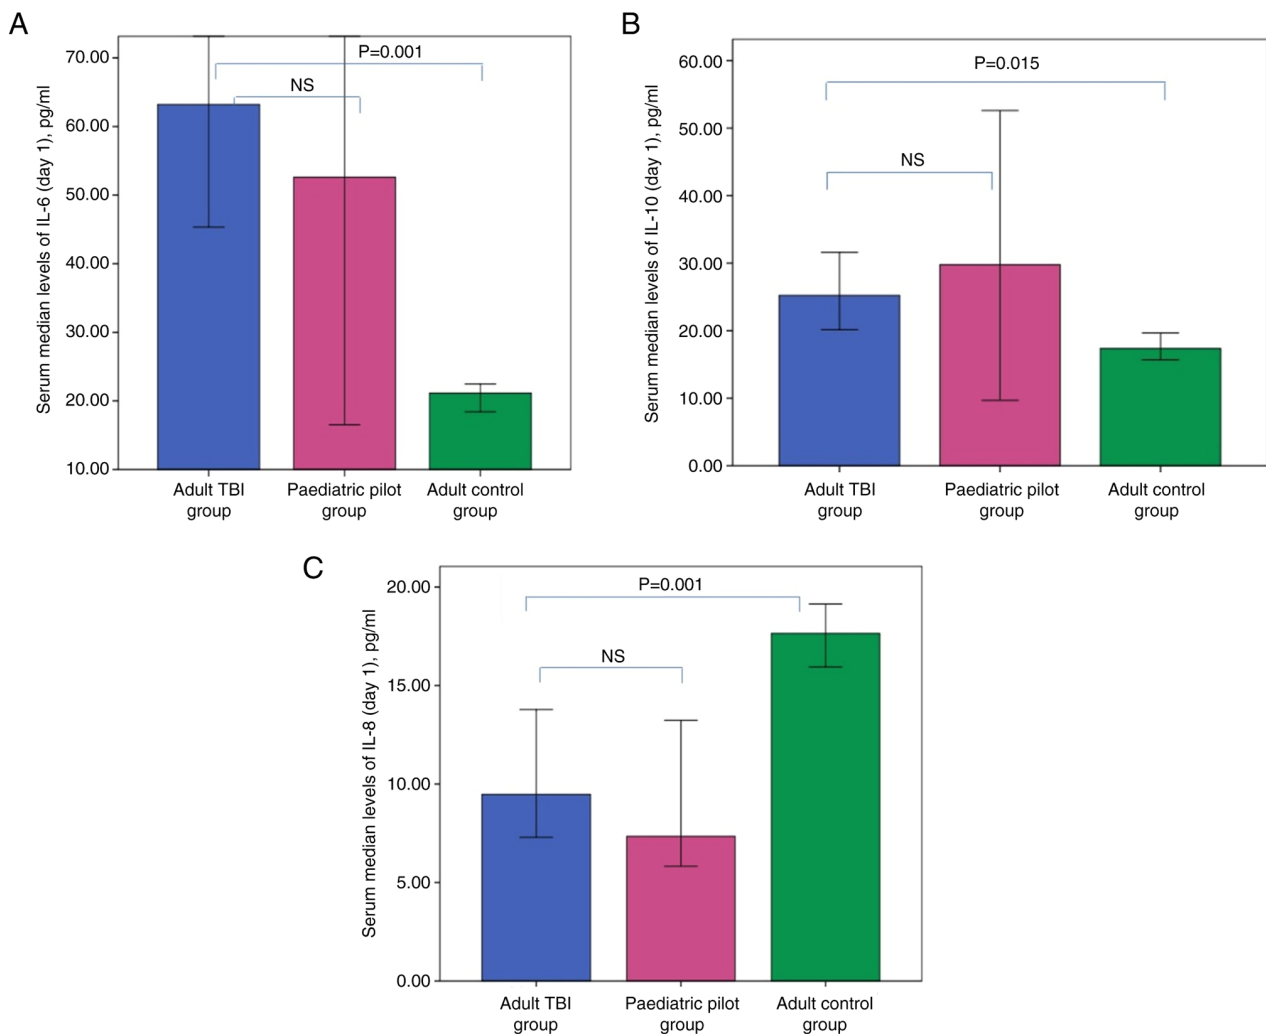 A
Serum median levels of IL-6 (day 1), pg/ml
70.00
60.00
50.00
40.00
30.00
20.00
10.00
P=0.001
NS
Adult TBI
group
Paediatric pilot
group
Adult control
group
B
Serum median levels of IL-10 (day 1), pg/ml
60.00
50.00
40.00
30.00
20.00
10.00
0.00
P=0.015
NS
Adult TBI
group
Paediatric pilot
group
Adult control
group
C
Serum median levels of IL-8 (day 1), pg/ml
20.00
15.00
10.00
5.00
0.00
P=0.001
NS
Adult TBI
group
Paediatric pilot
group
Adult control
group